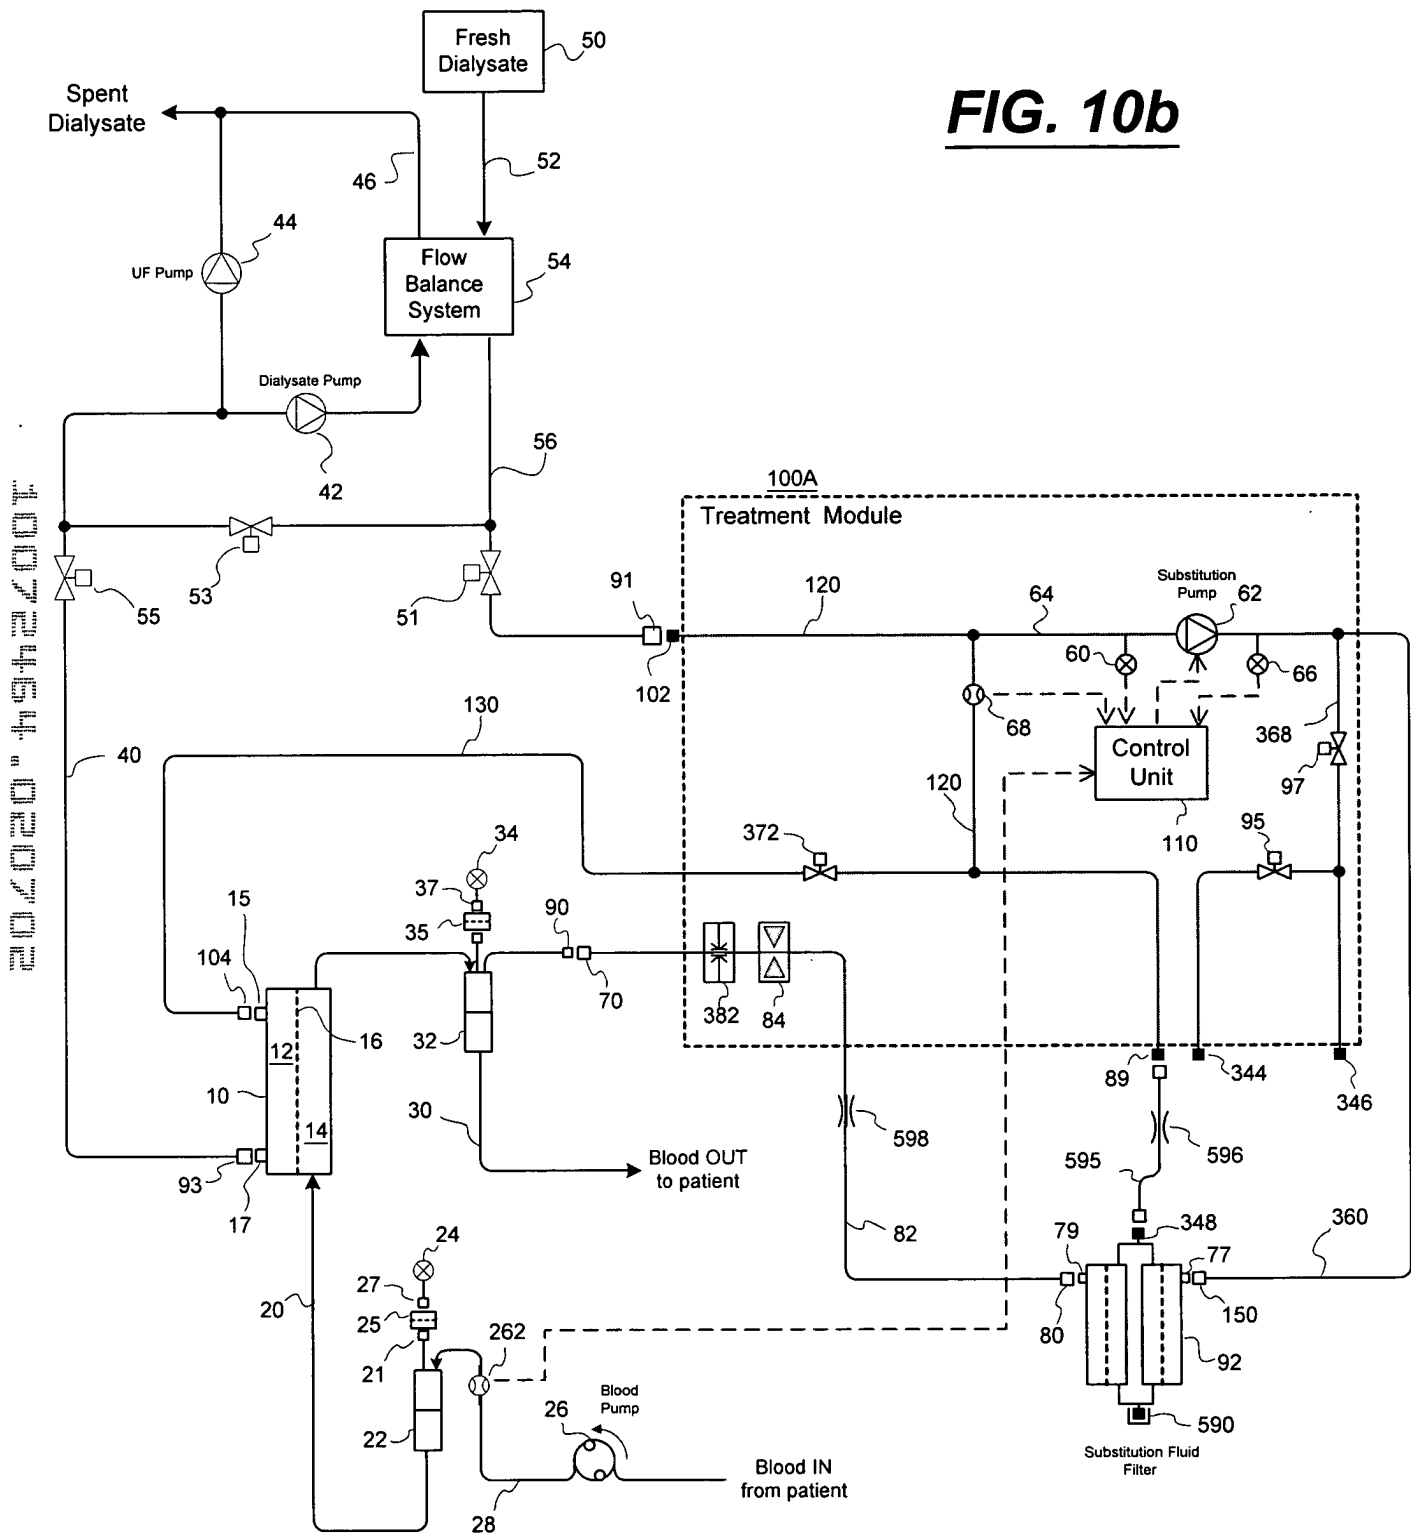 Fresh
Dialysate
50
FIG. 10b
Spent
Dialysate
46
52
44
UF Pump
Flow
Balance
System
54
Dialysate Pump
42
56
100A
Treatment Module
53
55
51
91
102
120
64
Substitution
Pump
62
60
66
68
368
130
40
Control
Unit
110
97
120
372
95
34
37
35
15
104
90
70
382
84
16
12
32
10
14
89
344
346
30
598
596
595
Blood OUT
to patient
93
17
24
82
348
360
79
77
27
20
25
262
80
150
21
92
Blood
Pump
26
22
590
Substitution Fluid
Filter
Blood IN
from patient
28
10072464.020702